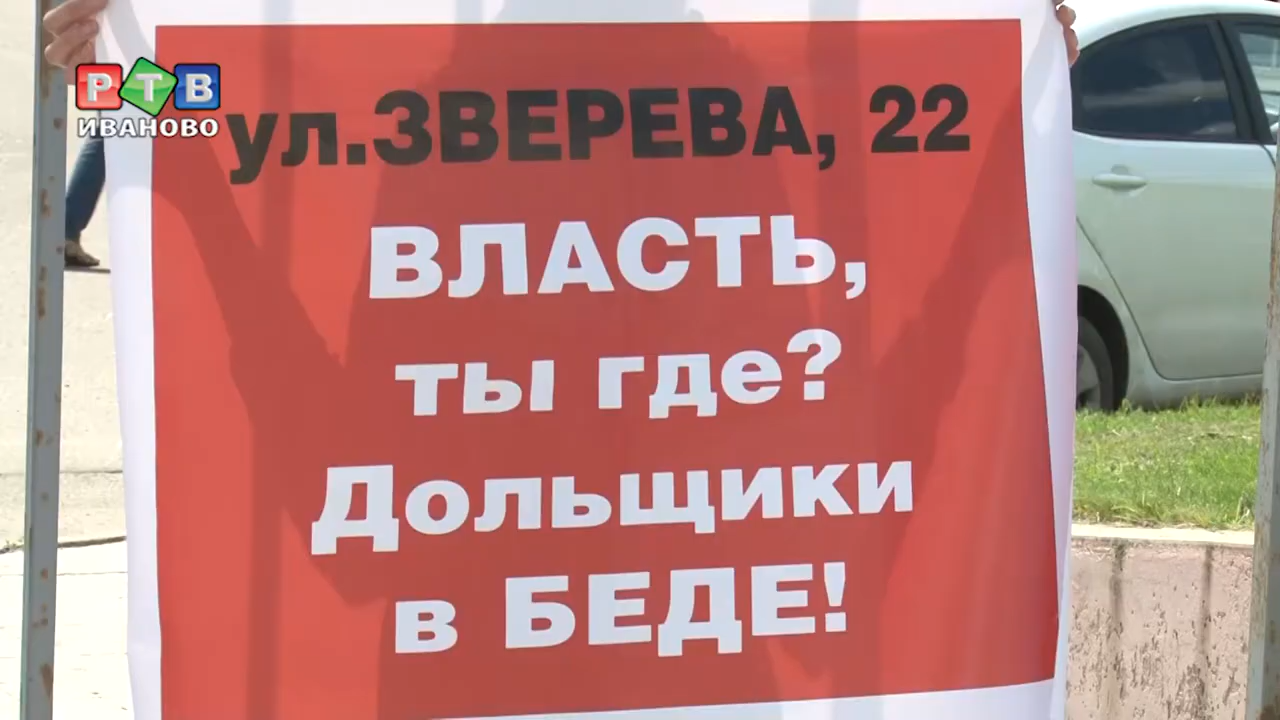 РТВ
ИВАНОВО
ул.ЗВЕРЕВА, 22
ВЛАСТЬ,
ты где?
Дольщики
в БЕДЕ!